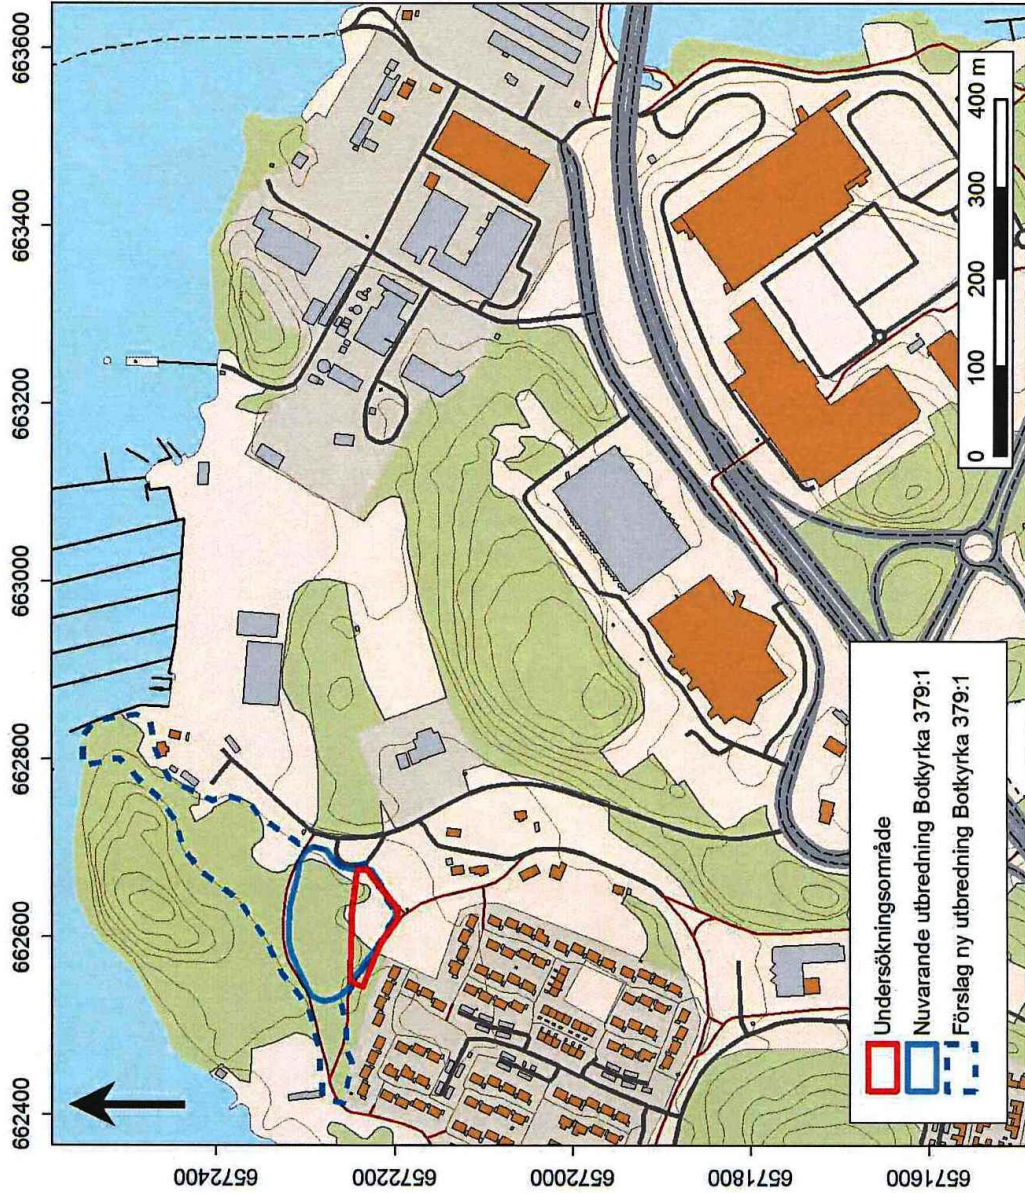 662400 662600 662800 663000 663200 663400 663600
6572400
6572200
6572000
6571800
6571600
Undersökningsområde
Nuvarande utbredning Botkyrka 379:1
Förslag ny utbredning Botkyrka 379:1
0 100 200 300 400 m